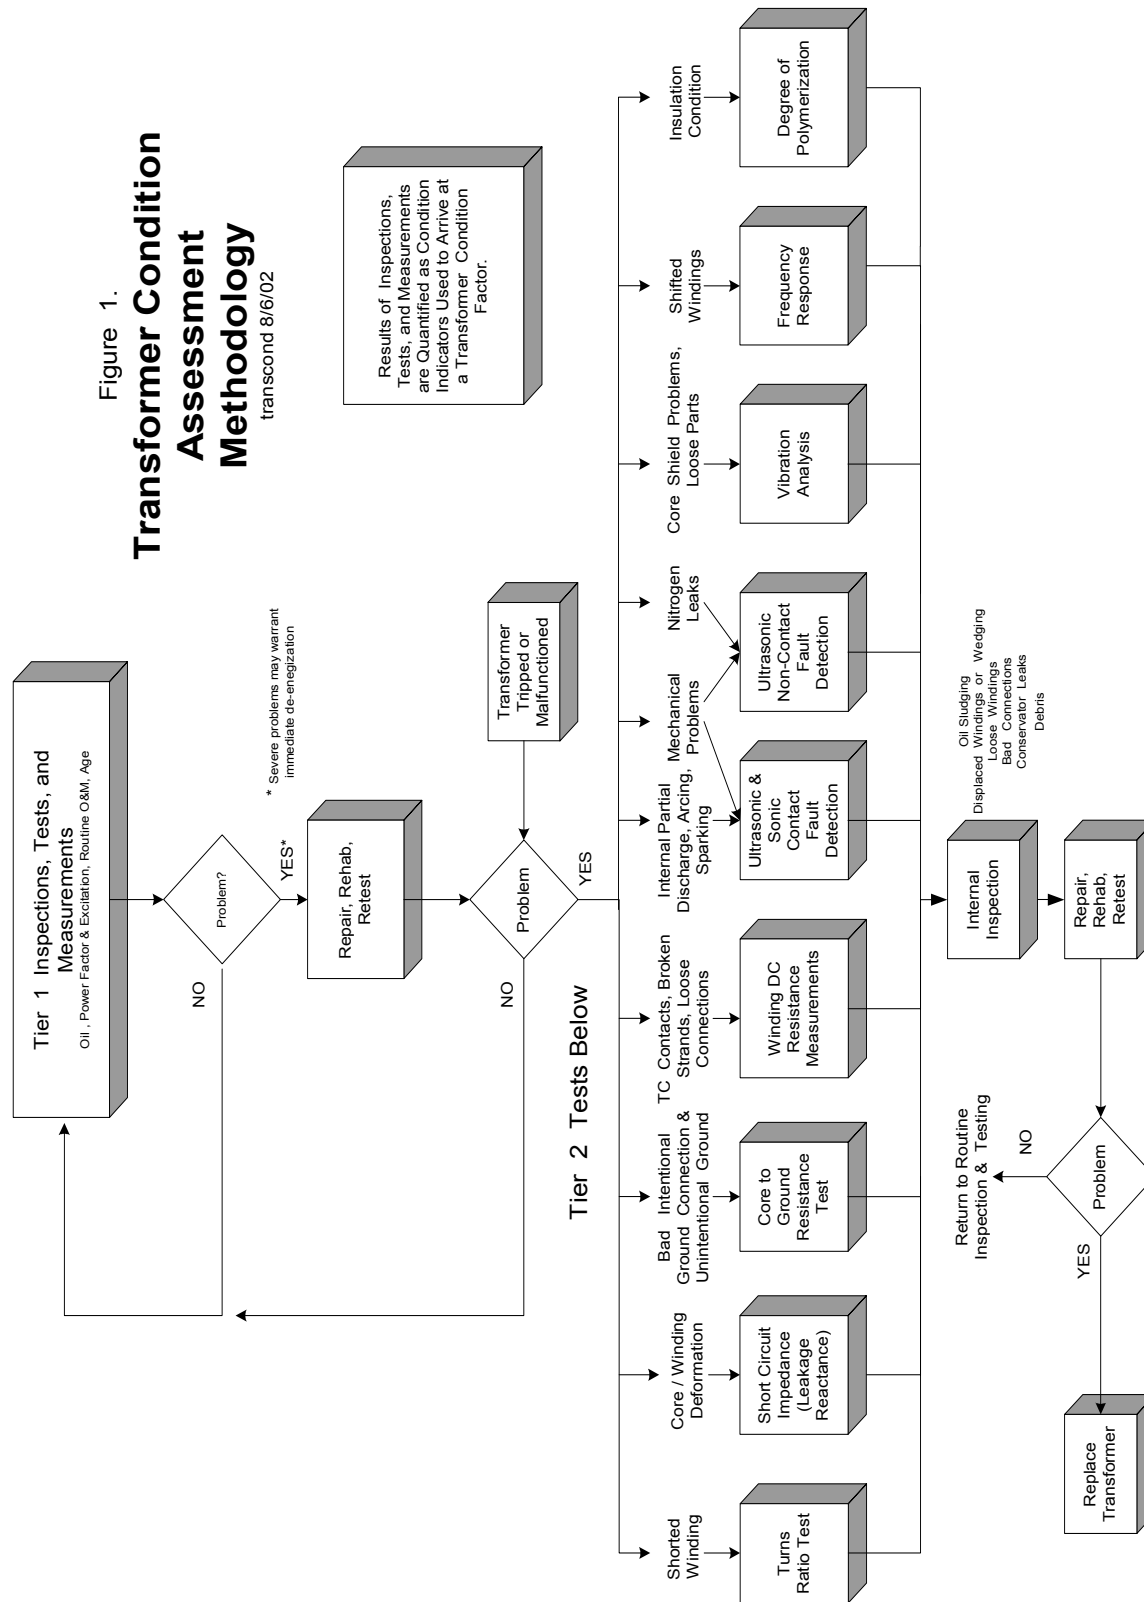 Figure 1.
Transformer Condition
Assessment
Methodology
transcond 8/6/02
Tier 1 Inspections, Tests, and
Measurements
Oil , Power Factor & Excitation, Routine O&M, Age
Results of Inspections,
Tests, and Measurements
are Quantified as Condition
Indicators Used to Arrive at
a Transformer Condition
Factor.
Problem?
NO
YES*
* Severe problems may warrant
immediate de-enegization
Repair, Rehab,
Retest
Transformer
Tripped or
Malfunctioned
Problem
NO
YES
Tier 2 Tests Below
Shorted
Winding
Core / Winding
Deformation
Bad Intentional
Ground Connection &
Unintentional Ground
TC Contacts, Broken
Strands, Loose
Connections
Internal Partial
Discharge, Arcing,
Sparking
Mechanical
Problems
Nitrogen
Leaks
Core Shield Problems,
Loose Parts
Shifted
Windings
Insulation
Condition
Turns
Ratio Test
Short Circuit
Impedance
(Leakage
Reactance)
Core to
Ground
Resistance
Test
Winding DC
Resistance
Measurements
Ultrasonic &
Sonic
Contact
Fault
Detection
Ultrasonic
Non-Contact
Fault
Detection
Vibration
Analysis
Frequency
Response
Degree of
Polymerization
Internal
Inspection
Oil Sludging
Displaced Windings or Wedging
Loose Windings
Bad Connections
Conservator Leaks
Debris
Return to Routine
Inspection & Testing
Repair,
Rehab,
Retest
NO
Problem
YES
Replace
Transformer